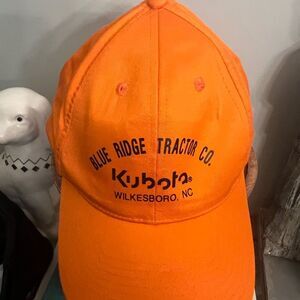 BLUE RIDGE TRACTOR CO.
Kubota®
WILKESBORO, NC